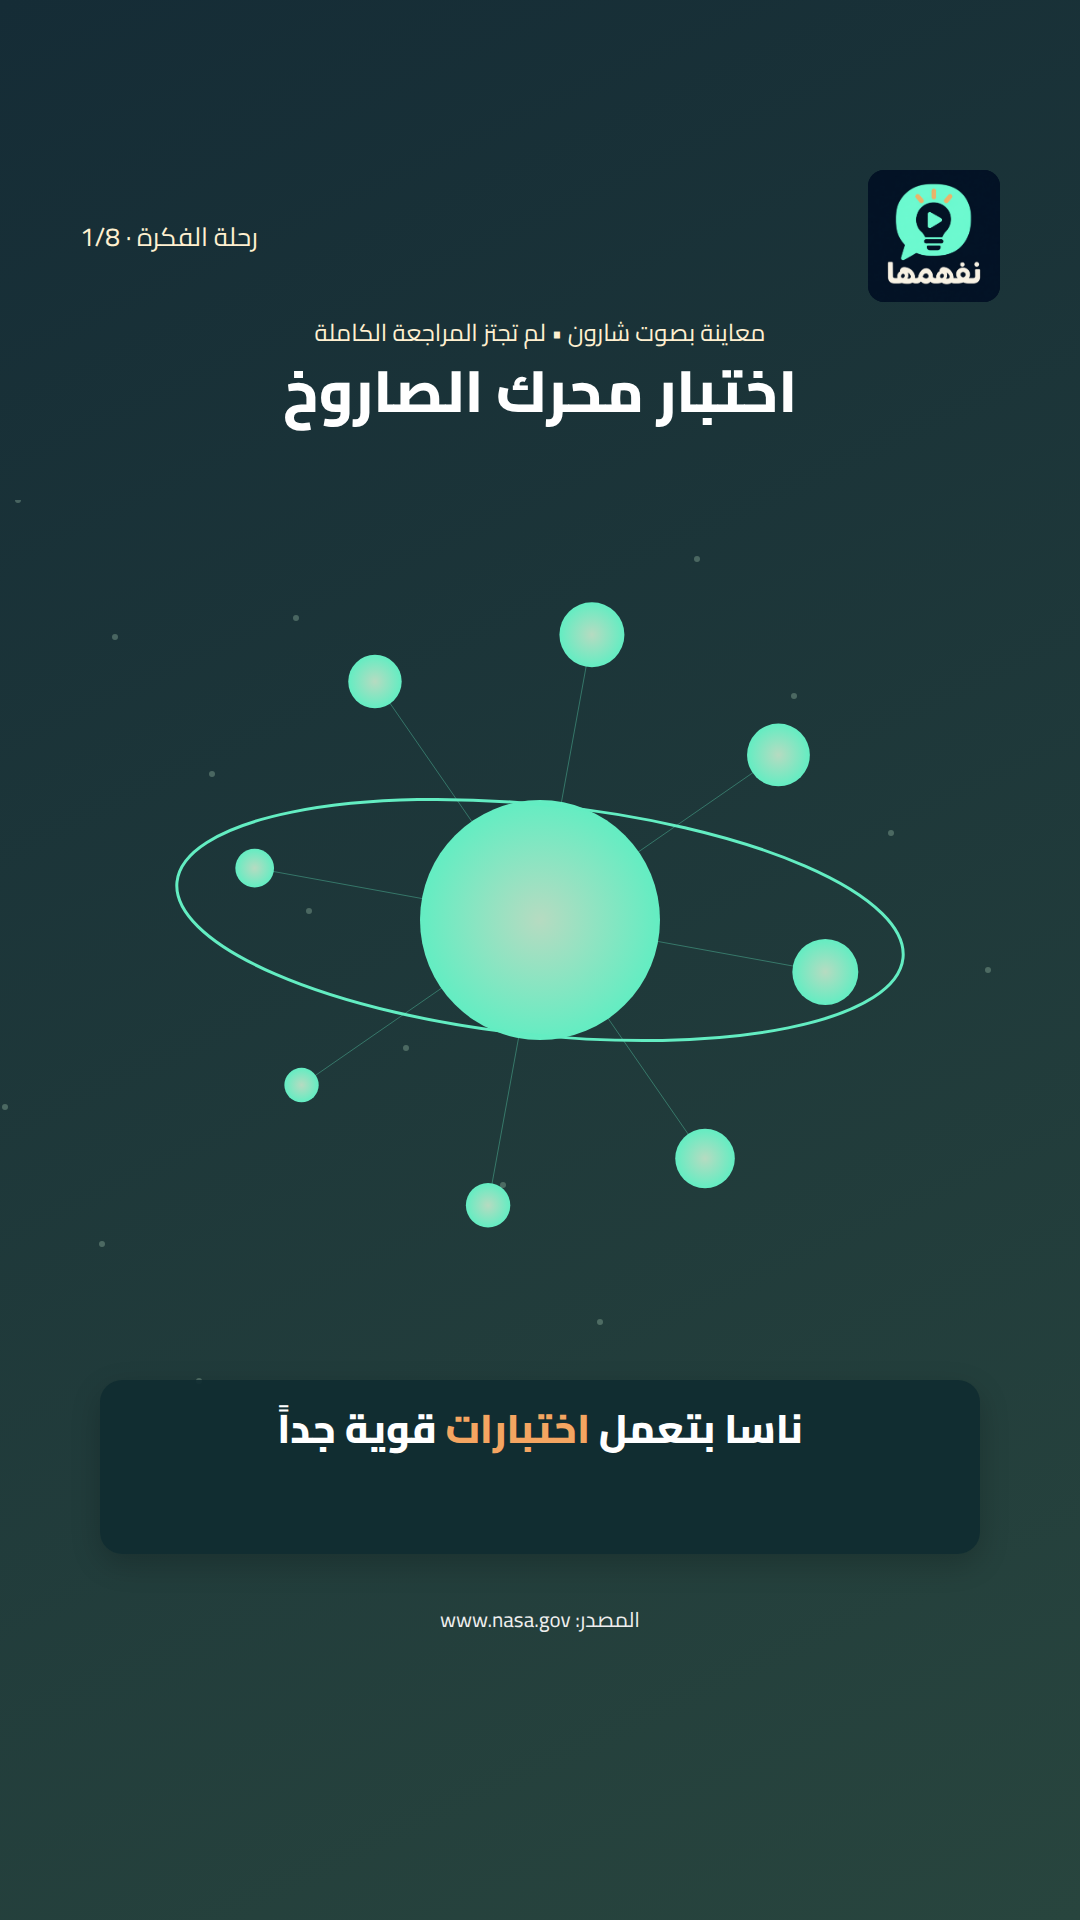 نفهمها
رحلة الفكرة · 1/8
معاينة بصوت شارون ▪ لم تجتز المراجعة الكاملة
اختبار محرك الصاروخ
ناسا بتعمل اختبارات قوية جداً
المصدر: www.nasa.gov